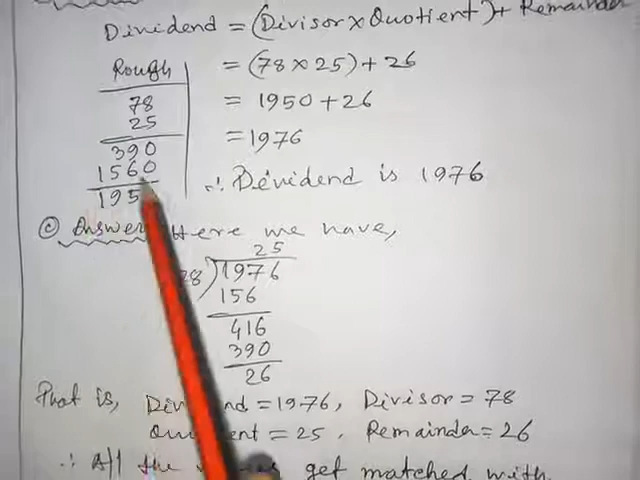 Dividend = (Divisor × Quotient) + Remainder
Rough = (78 × 25) + 26
78 = 1950 + 26
25 = 1976
390
1560 ∴ Devidend is 1976
195
© Answer Here we have,
25
78 ) 1976
156
416
390
26
That is, Dividend = 1976, Divisor = 78
Quotient = 25, Remainder = 26
∴ All the get matched with